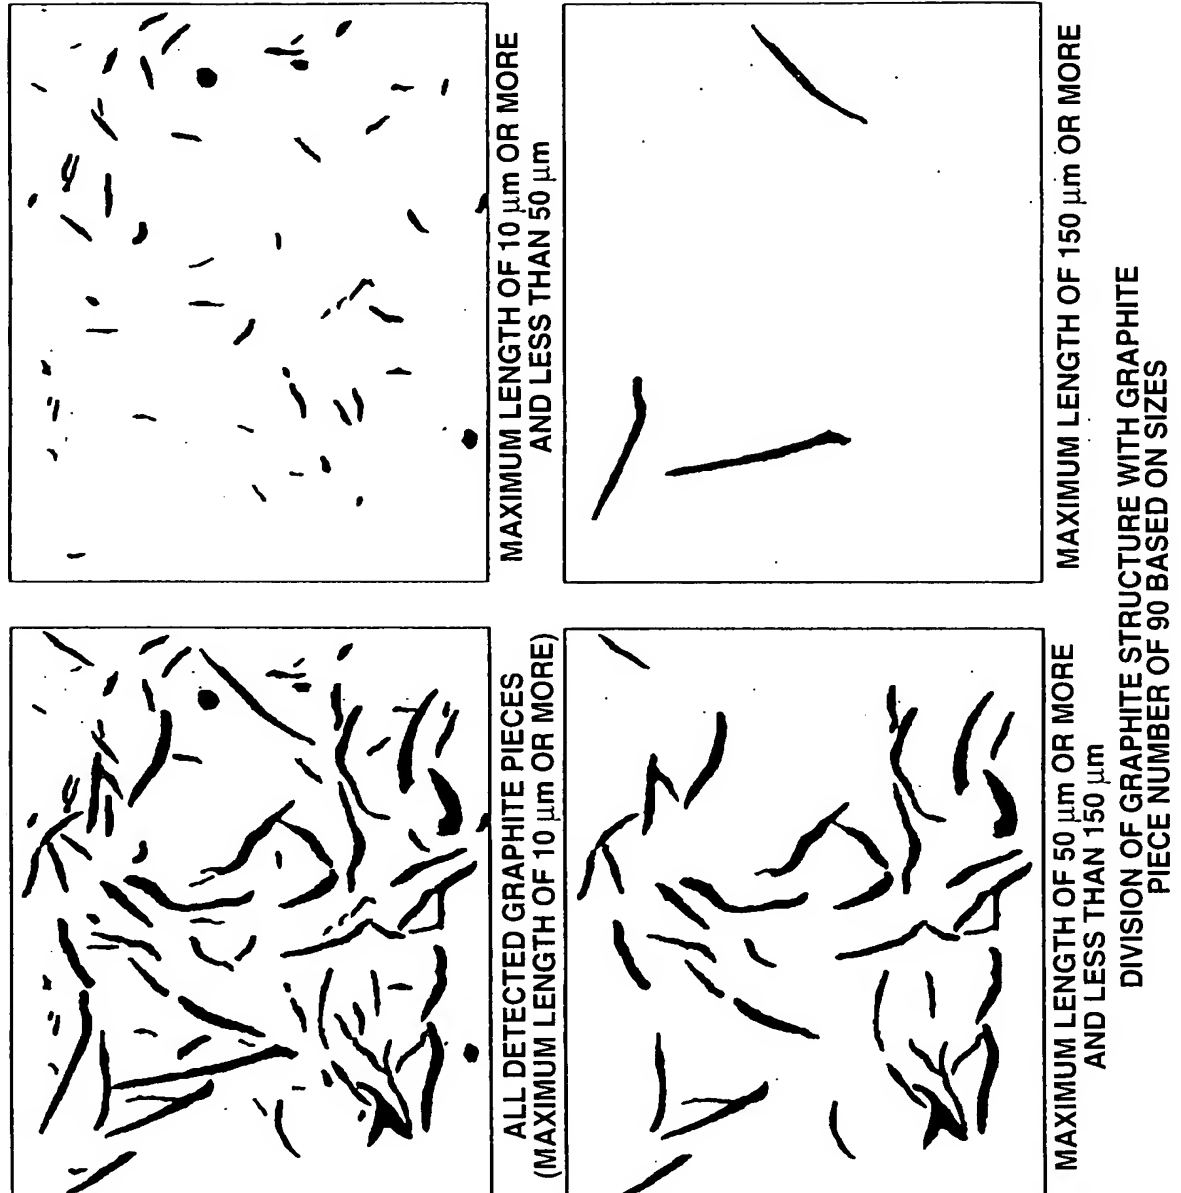 ALL DETECTED GRAPHITE PIECES
(MAXIMUM LENGTH OF 10 μm OR MORE)
MAXIMUM LENGTH OF 10 μm OR MORE
AND LESS THAN 50 μm
MAXIMUM LENGTH OF 50 μm OR MORE
AND LESS THAN 150 μm
MAXIMUM LENGTH OF 150 μm OR MORE
DIVISION OF GRAPHITE STRUCTURE WITH GRAPHITE
PIECE NUMBER OF 90 BASED ON SIZES